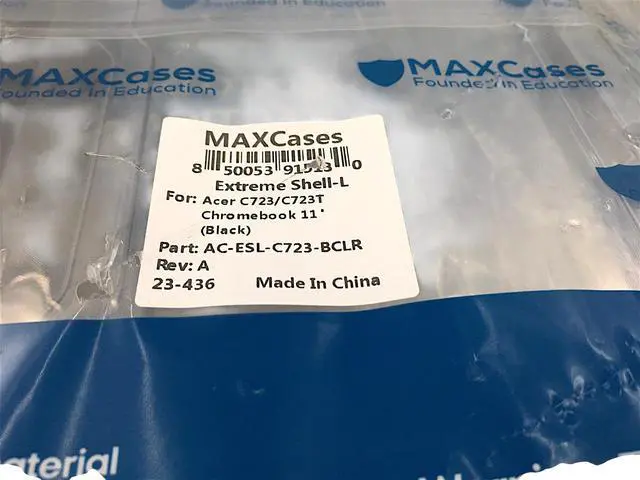 MAXCases
Founded in Education
MAXCases
Founded in Education
MAXCases
8 50053 91513 0
Extreme Shell-L
For: Acer C723/C723T
Chromebook 11"
(Black)
Part: AC-ESL-C723-BCLR
Rev: A
23-436 Made In China